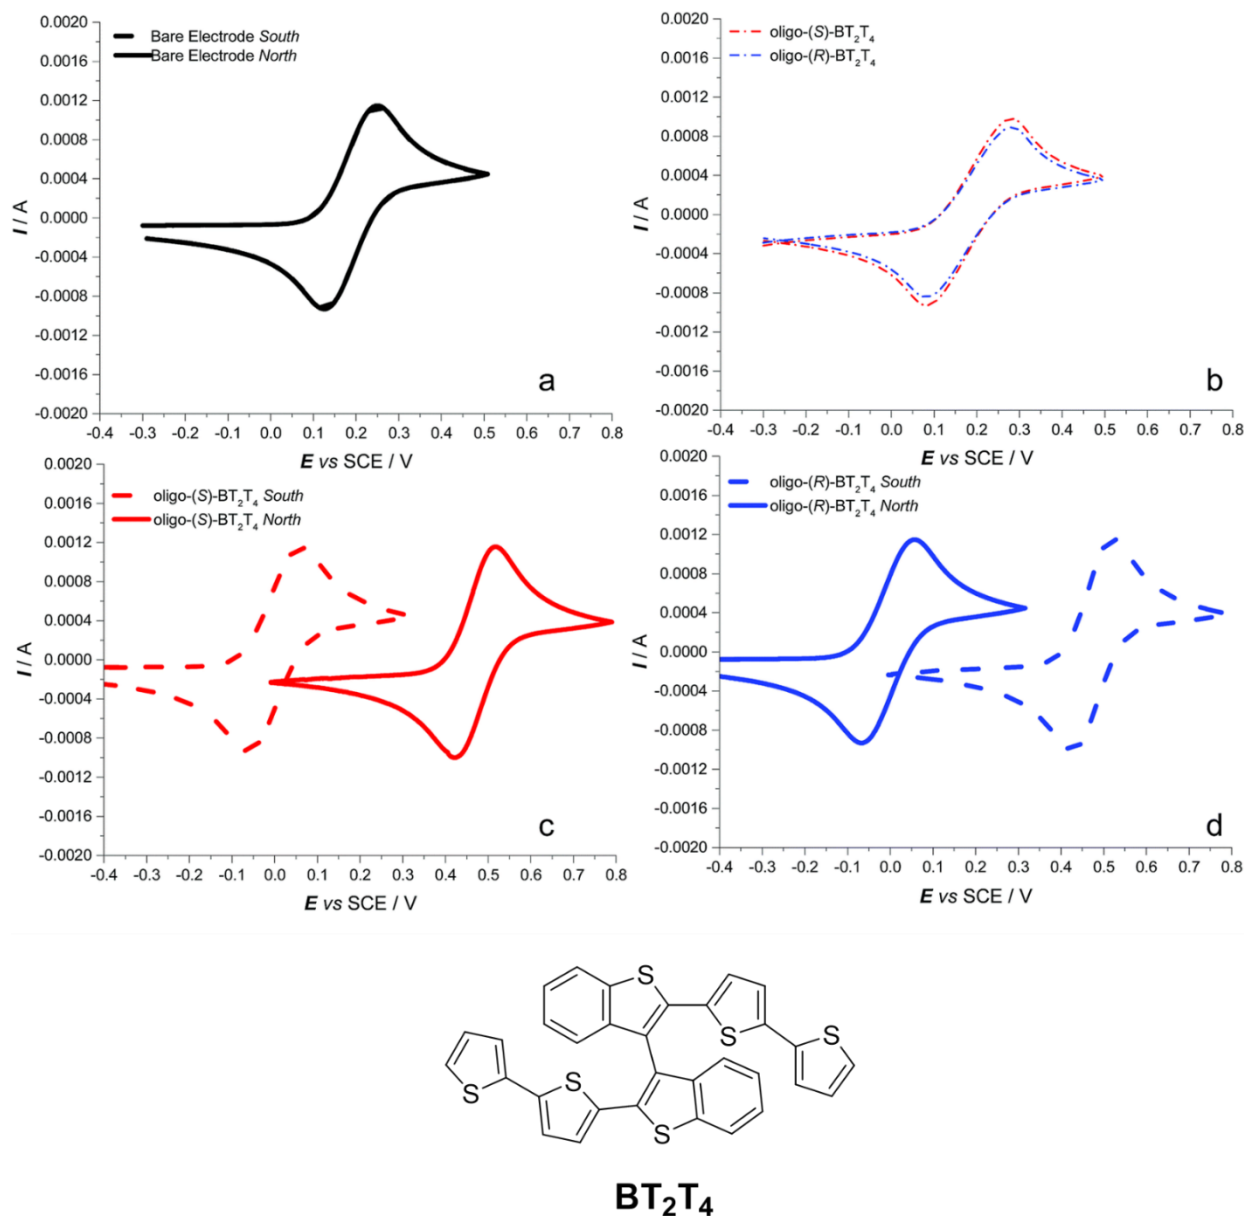 0.0020
0.0016
0.0012
0.0008
0.0004
0.0000
-0.0004
-0.0008
-0.0012
-0.0016
-0.0020
I / A
Bare Electrode South
Bare Electrode North
a
-0.4 -0.3 -0.2 -0.1 0.0 0.1 0.2 0.3 0.4 0.5 0.6 0.7 0.8
E vs SCE / V
0.0020
0.0016
0.0012
0.0008
0.0004
0.0000
-0.0004
-0.0008
-0.0012
-0.0016
-0.0020
I / A
oligo-(S)-BT₂T₄
oligo-(R)-BT₂T₄
b
-0.4 -0.3 -0.2 -0.1 0.0 0.1 0.2 0.3 0.4 0.5 0.6 0.7 0.8
E vs SCE / V
0.0020
0.0016
0.0012
0.0008
0.0004
0.0000
-0.0004
-0.0008
-0.0012
-0.0016
-0.0020
I / A
oligo-(S)-BT₂T₄ South
oligo-(S)-BT₂T₄ North
c
-0.4 -0.3 -0.2 -0.1 0.0 0.1 0.2 0.3 0.4 0.5 0.6 0.7 0.8
E vs SCE / V
0.0020
0.0016
0.0012
0.0008
0.0004
0.0000
-0.0004
-0.0008
-0.0012
-0.0016
-0.0020
I / A
oligo-(R)-BT₂T₄ South
oligo-(R)-BT₂T₄ North
d
-0.4 -0.3 -0.2 -0.1 0.0 0.1 0.2 0.3 0.4 0.5 0.6 0.7 0.8
E vs SCE / V
S
S
S
S
S
S
BT₂T₄